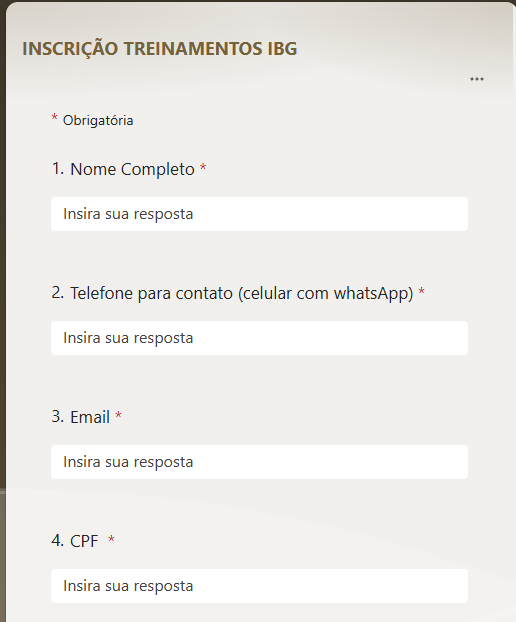 INSCRIÇÃO TREINAMENTOS IBG
...
* Obrigatória
1. Nome Completo *
Insira sua resposta
2. Telefone para contato (celular com whatsApp) *
Insira sua resposta
3. Email *
Insira sua resposta
4. CPF *
Insira sua resposta